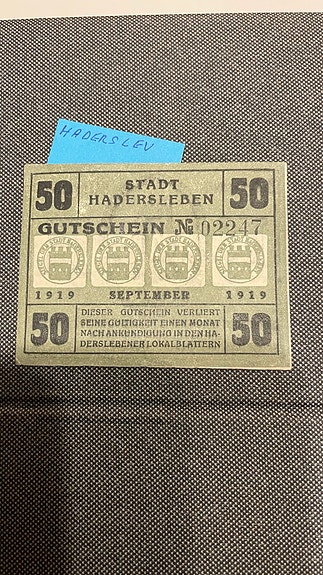 HADERSLEV
50 STADT 50
HADERSLEBEN
GUTSCHEIN № 02247
1919 SEPTEMBER 1919
50 DIESER GUTSCHEIN VERLIERT 50
SEINE GÜLTIGKEIT EINEN MONAT
NACH ANKÜNDIGUNG IN DEN HA-
DERSLEBENER LOKALBLÄTTERN